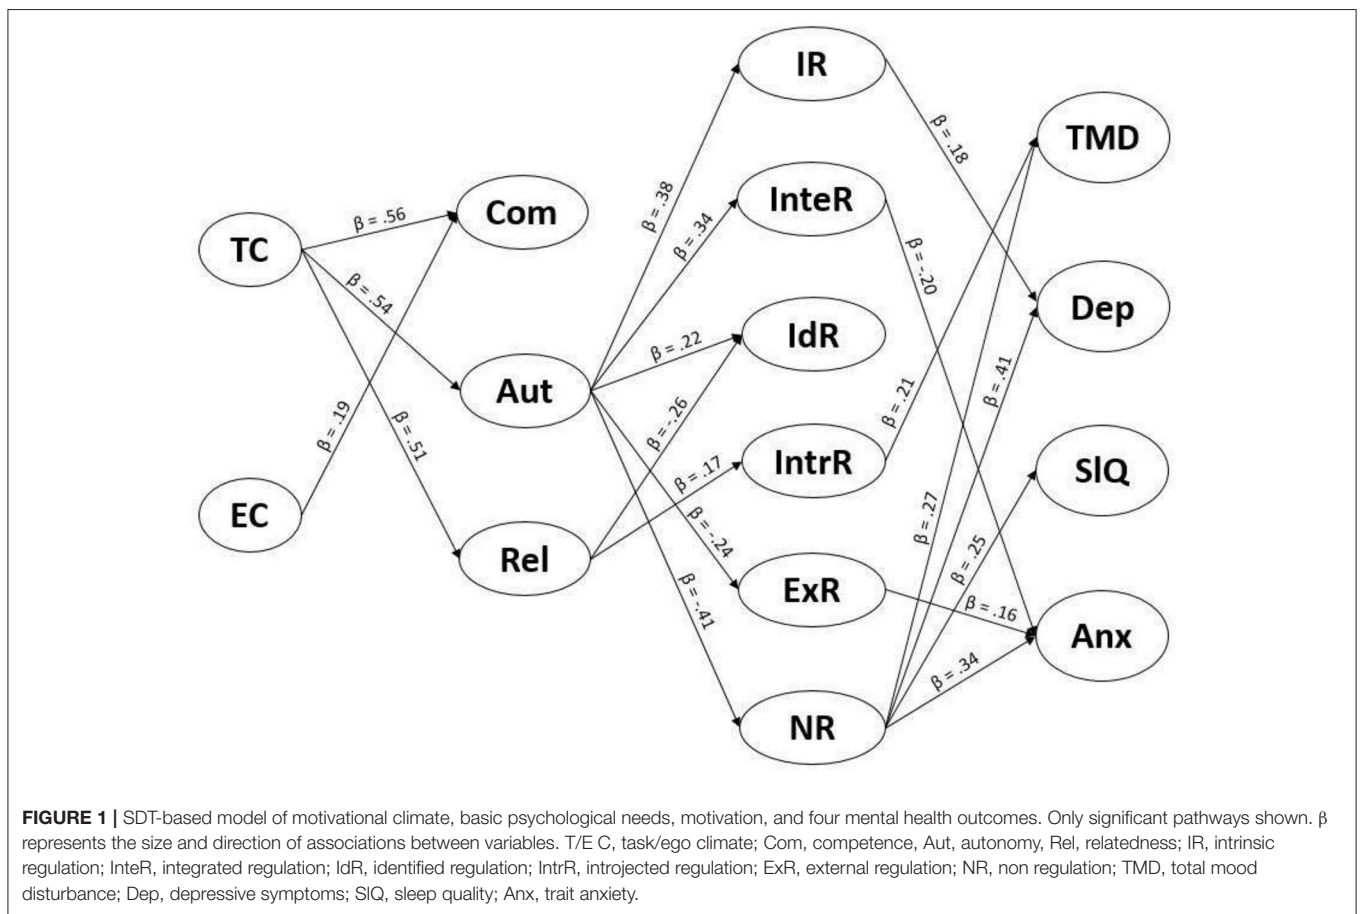 IR
TMD
β = .18
InteR
β = .38
Com
β = .56
β = .34
TC
β = -.20
β = .54
Dep
IdR
β = .22
Aut
β = .41
β = .21
β = -.26
β = .19
β = .51
IntrR
β = .17
SlQ
EC
β = .27
β = -.24
β = .25
Rel
ExR
β = .16
β = -.41
Anx
β = .34
NR
FIGURE 1 | SDT-based model of motivational climate, basic psychological needs, motivation, and four mental health outcomes. Only significant pathways shown. β
represents the size and direction of associations between variables. T/E C, task/ego climate; Com, competence, Aut, autonomy, Rel, relatedness; IR, intrinsic
regulation; InteR, integrated regulation; IdR, identified regulation; IntrR, introjected regulation; ExR, external regulation; NR, non regulation; TMD, total mood
disturbance; Dep, depressive symptoms; SlQ, sleep quality; Anx, trait anxiety.